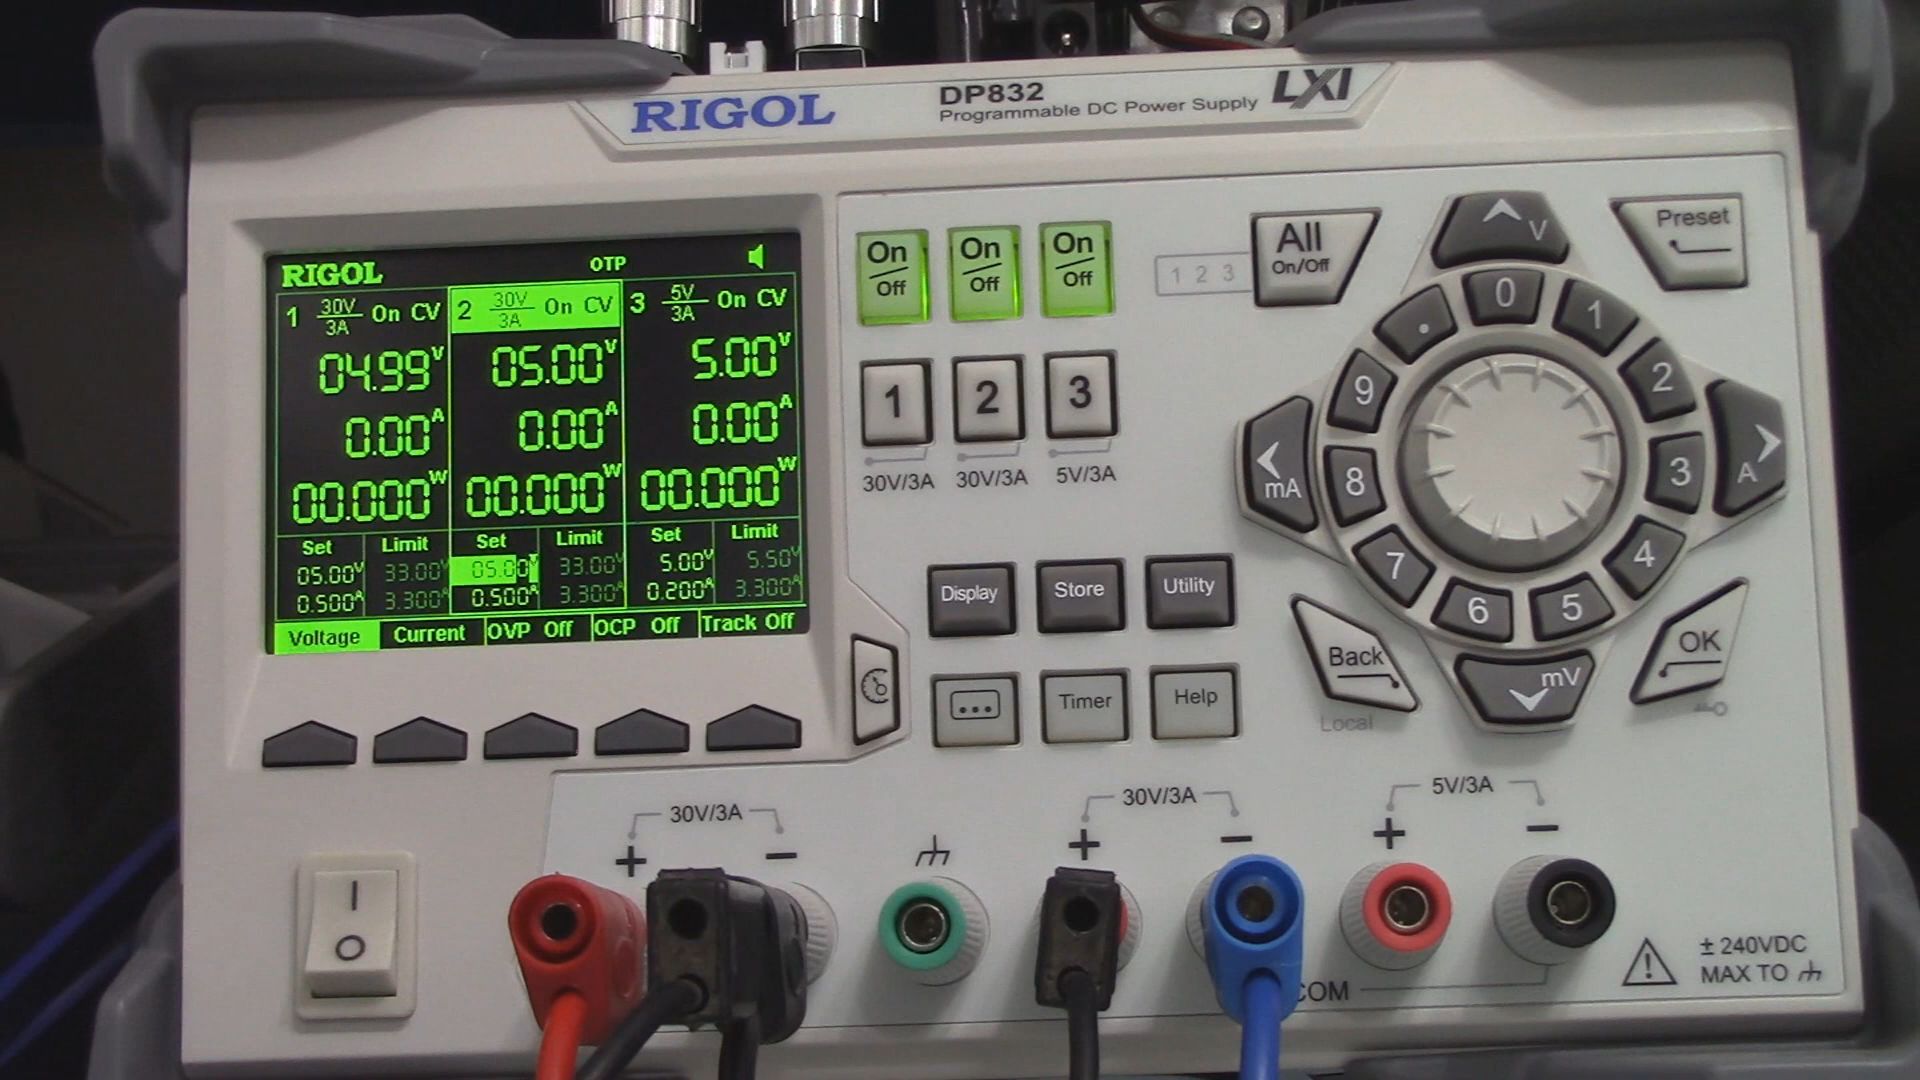 RIGOL
DP832
Programmable DC Power Supply
LXI
RIGOL OTP
1 30V/3A On CV
2 30V/3A On CV
3 5V/3A On CV
04.99V 05.00V 5.00V
0.00A 0.00A 0.00A
00.000W 00.000W 00.000W
Set Limit Set Limit Set Limit
05.00V 33.00V 05.00V 33.00V 5.00V 5.50V
0.500A 3.300A 0.500A 3.300A 0.200A 3.300A
Voltage Current OVP Off OCP Off Track Off
On/Off On/Off On/Off
1 2 3
All
On/Off
V
Preset
1 2 3
30V/3A 30V/3A 5V/3A
0
1
2
3
4
5
6
7
8
9
.
mA
A
mV
Display Store Utility
... Timer Help
Back
Local
OK
30V/3A
+ −
30V/3A
+ −
5V/3A
+ −
I
O
COM
± 240VDC
MAX TO